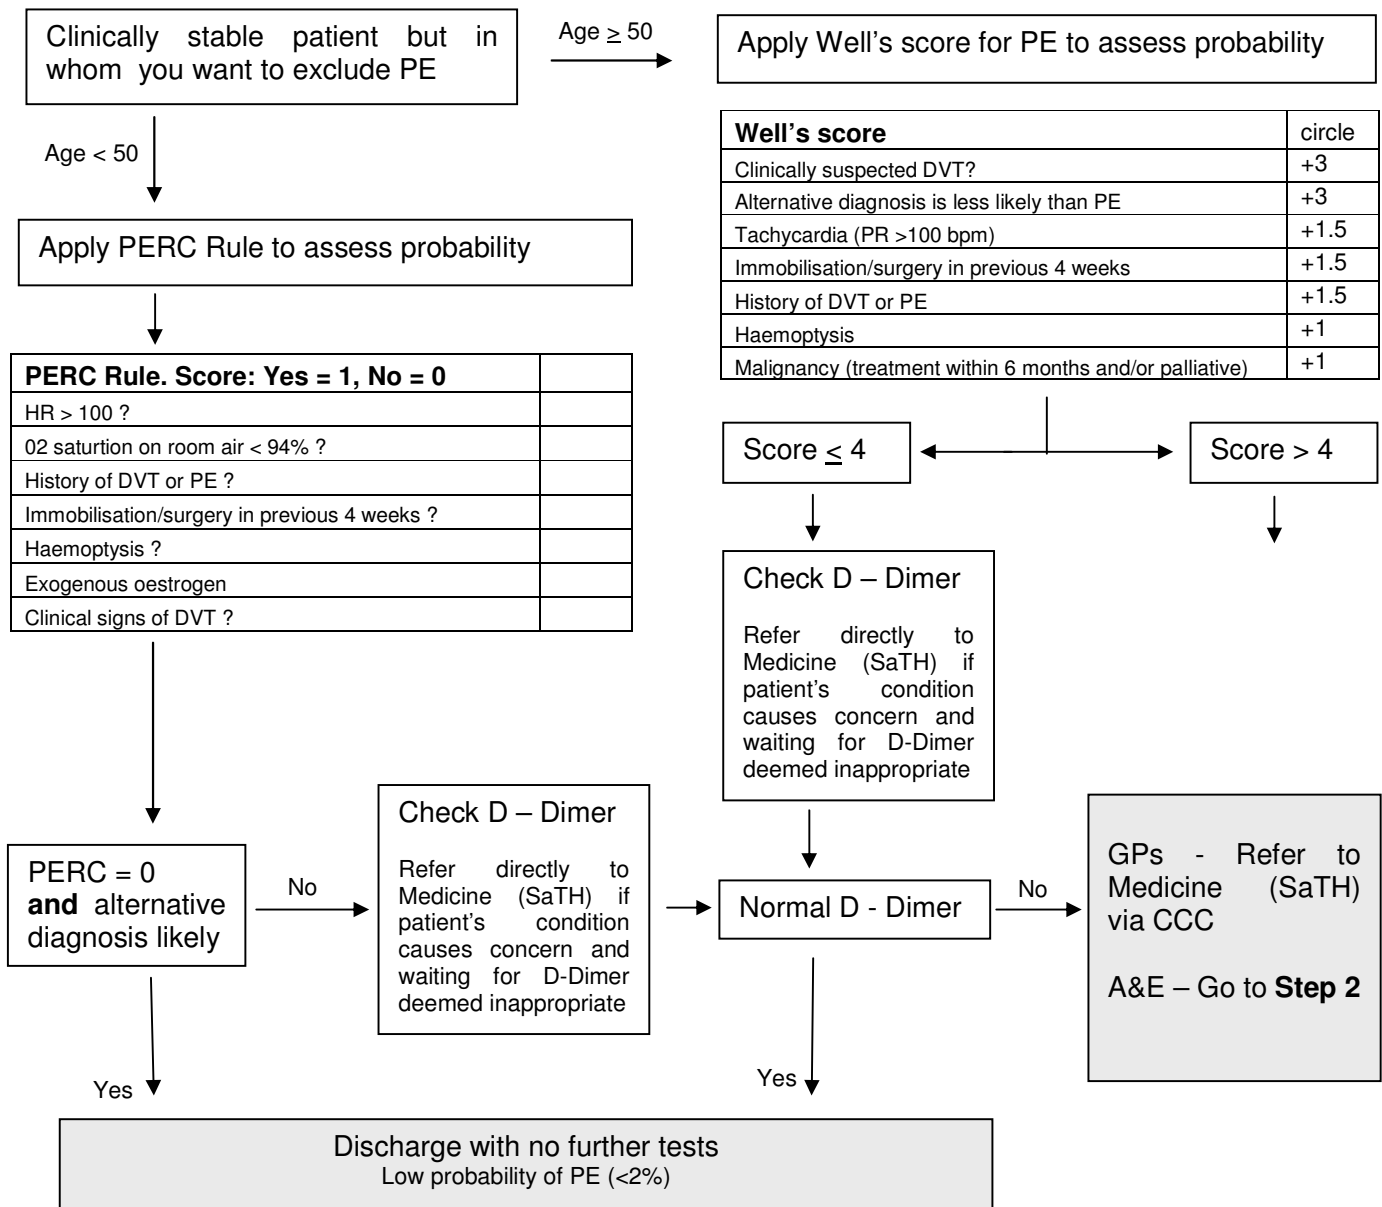 Clinically stable patient but in
whom you want to exclude PE
Age ≥ 50
Apply Well's score for PE to assess probability
Age < 50
Well's score circle
Clinically suspected DVT? +3
Alternative diagnosis is less likely than PE +3
Tachycardia (PR >100 bpm) +1.5
Immobilisation/surgery in previous 4 weeks +1.5
History of DVT or PE +1.5
Haemoptysis +1
Malignancy (treatment within 6 months and/or palliative) +1
Apply PERC Rule to assess probability
PERC Rule. Score: Yes = 1, No = 0
HR > 100 ?
02 saturtion on room air < 94% ?
History of DVT or PE ?
Immobilisation/surgery in previous 4 weeks ?
Haemoptysis ?
Exogenous oestrogen
Clinical signs of DVT ?
Score ≤ 4
Score > 4
Check D – Dimer
Refer directly to
Medicine (SaTH) if
patient's condition
causes concern and
waiting for D-Dimer
deemed inappropriate
PERC = 0
and alternative
diagnosis likely
No
Check D – Dimer
Refer directly to
Medicine (SaTH) if
patient's condition
causes concern and
waiting for D-Dimer
deemed inappropriate
Normal D - Dimer
No
GPs - Refer to
Medicine (SaTH)
via CCC
A&E – Go to Step 2
Yes
Yes
Discharge with no further tests
Low probability of PE (<2%)